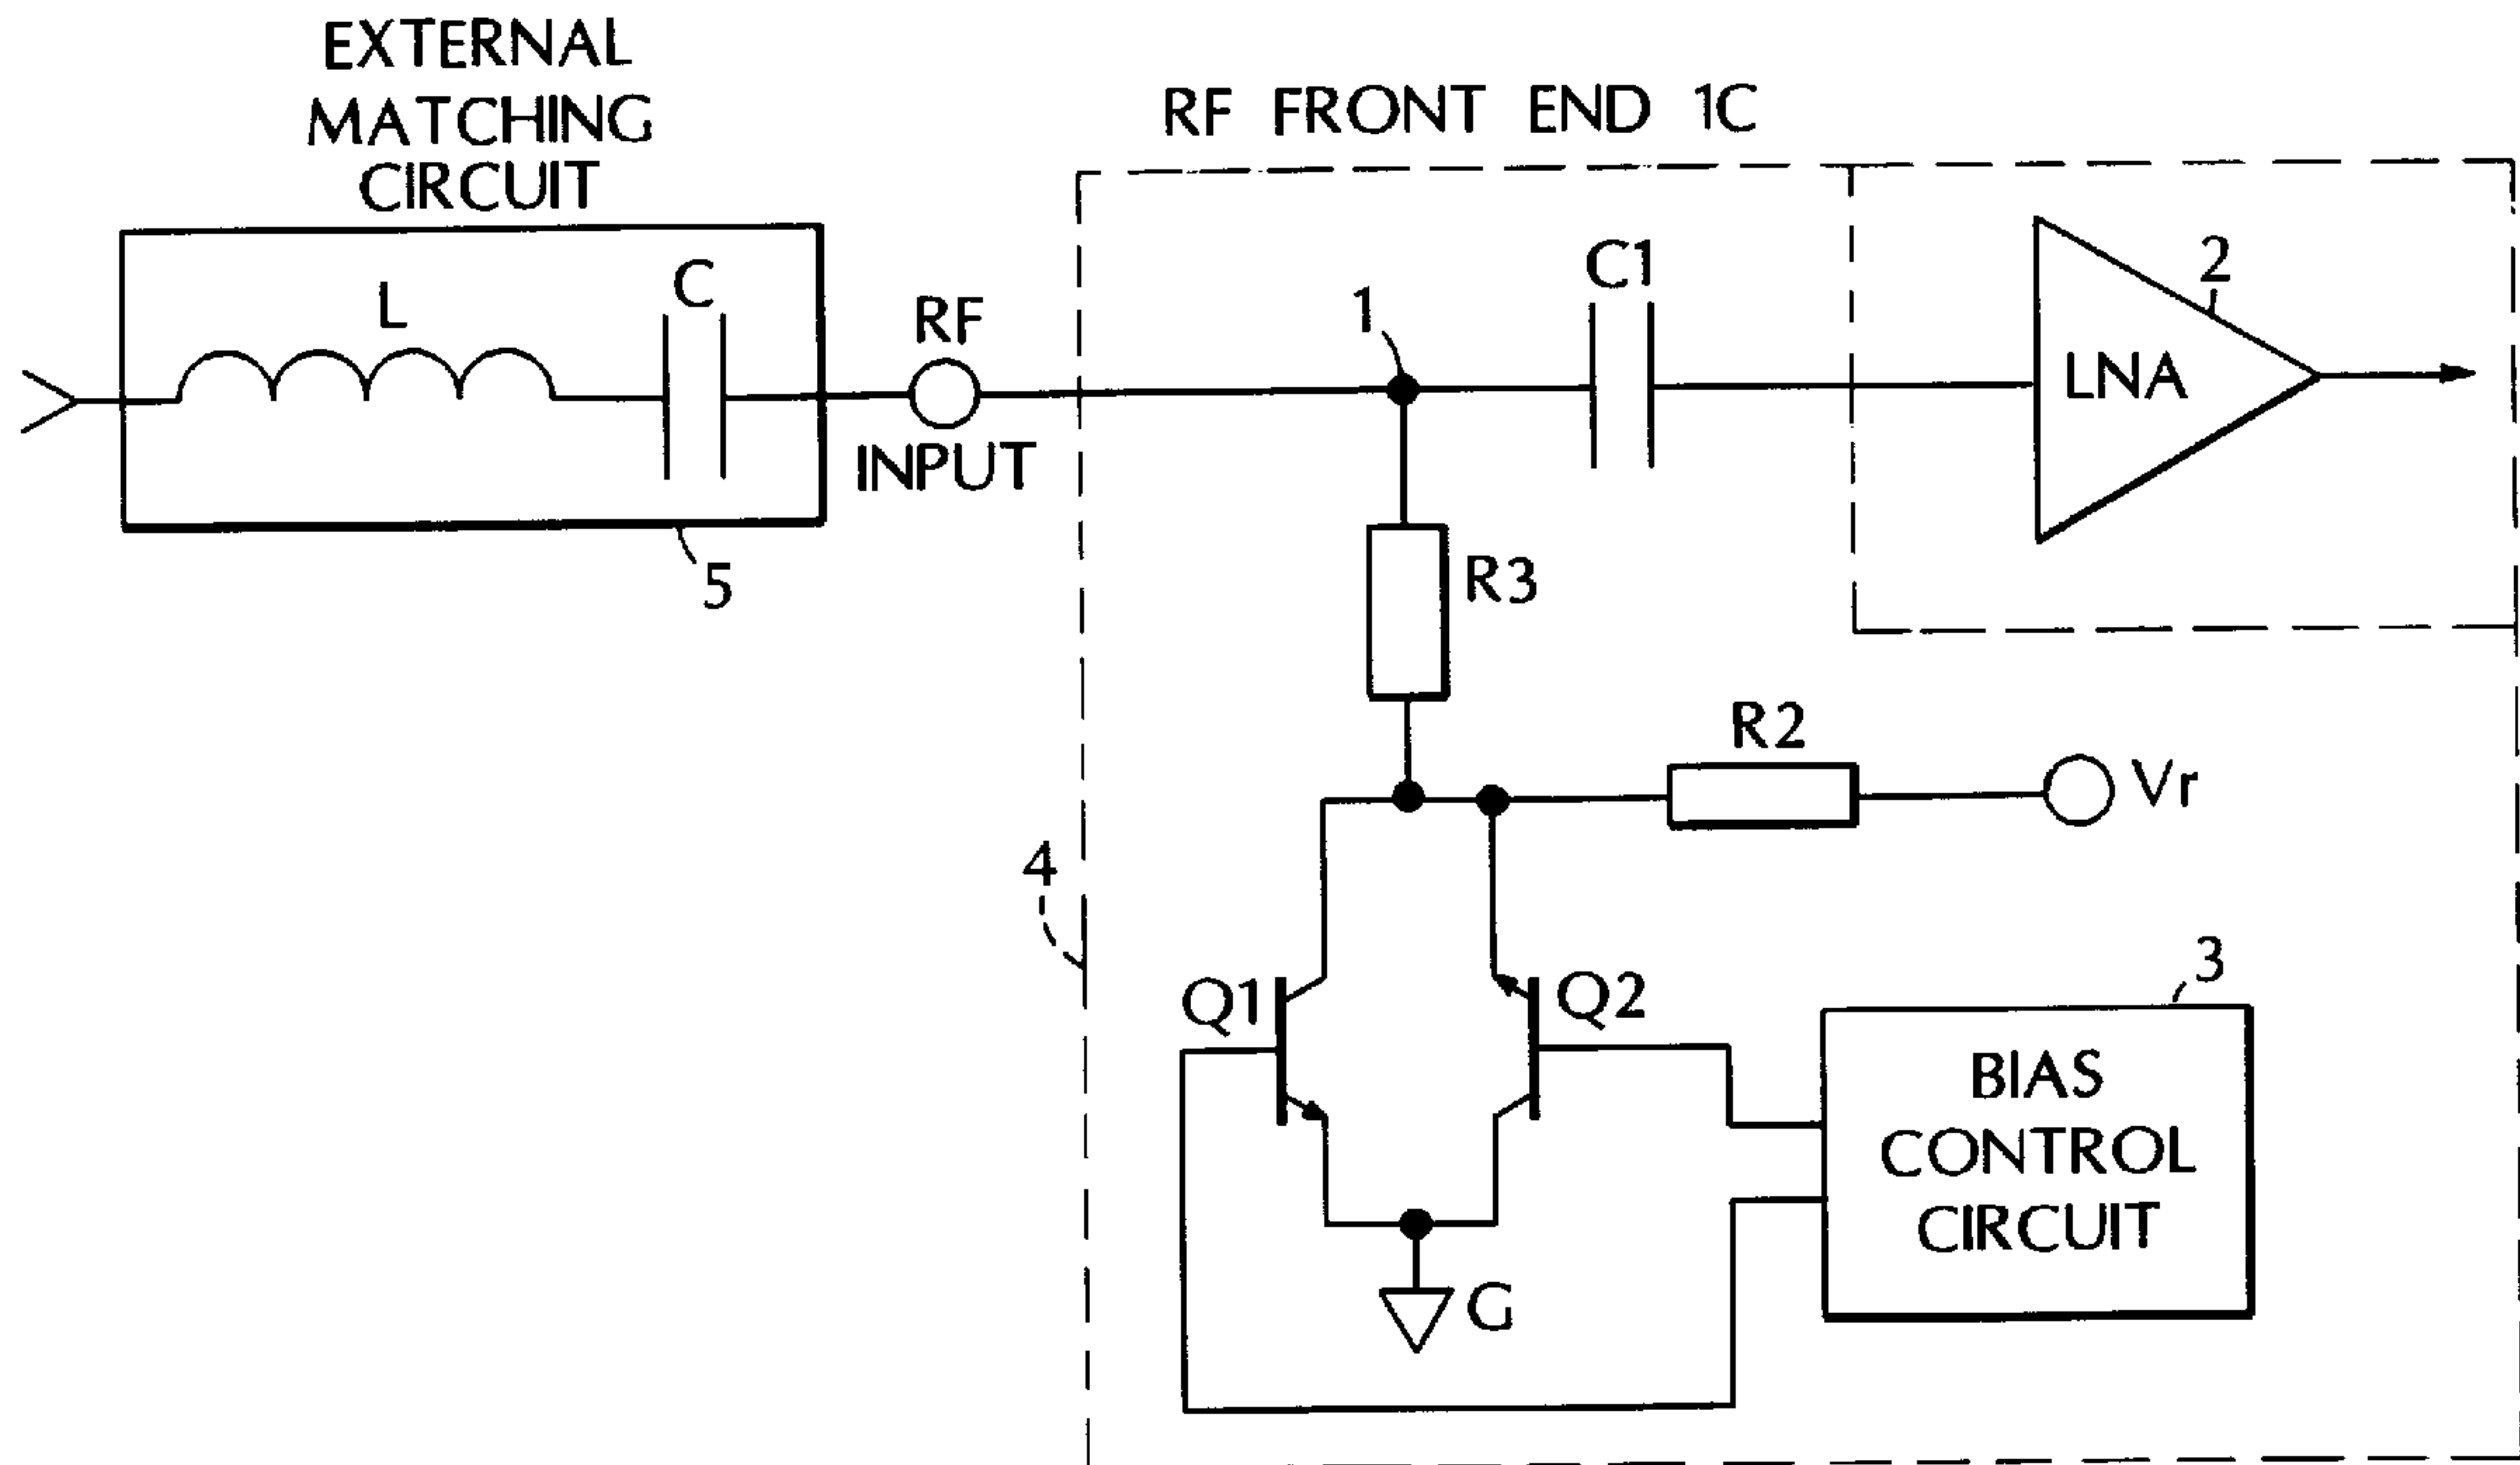 EXTERNAL
MATCHING
CIRCUIT
RF FRONT END 1C
L
C
RF
INPUT
5
1
C1
2
LNA
R3
R2
Vr
4
Q1
Q2
3
BIAS
CONTROL
CIRCUIT
G